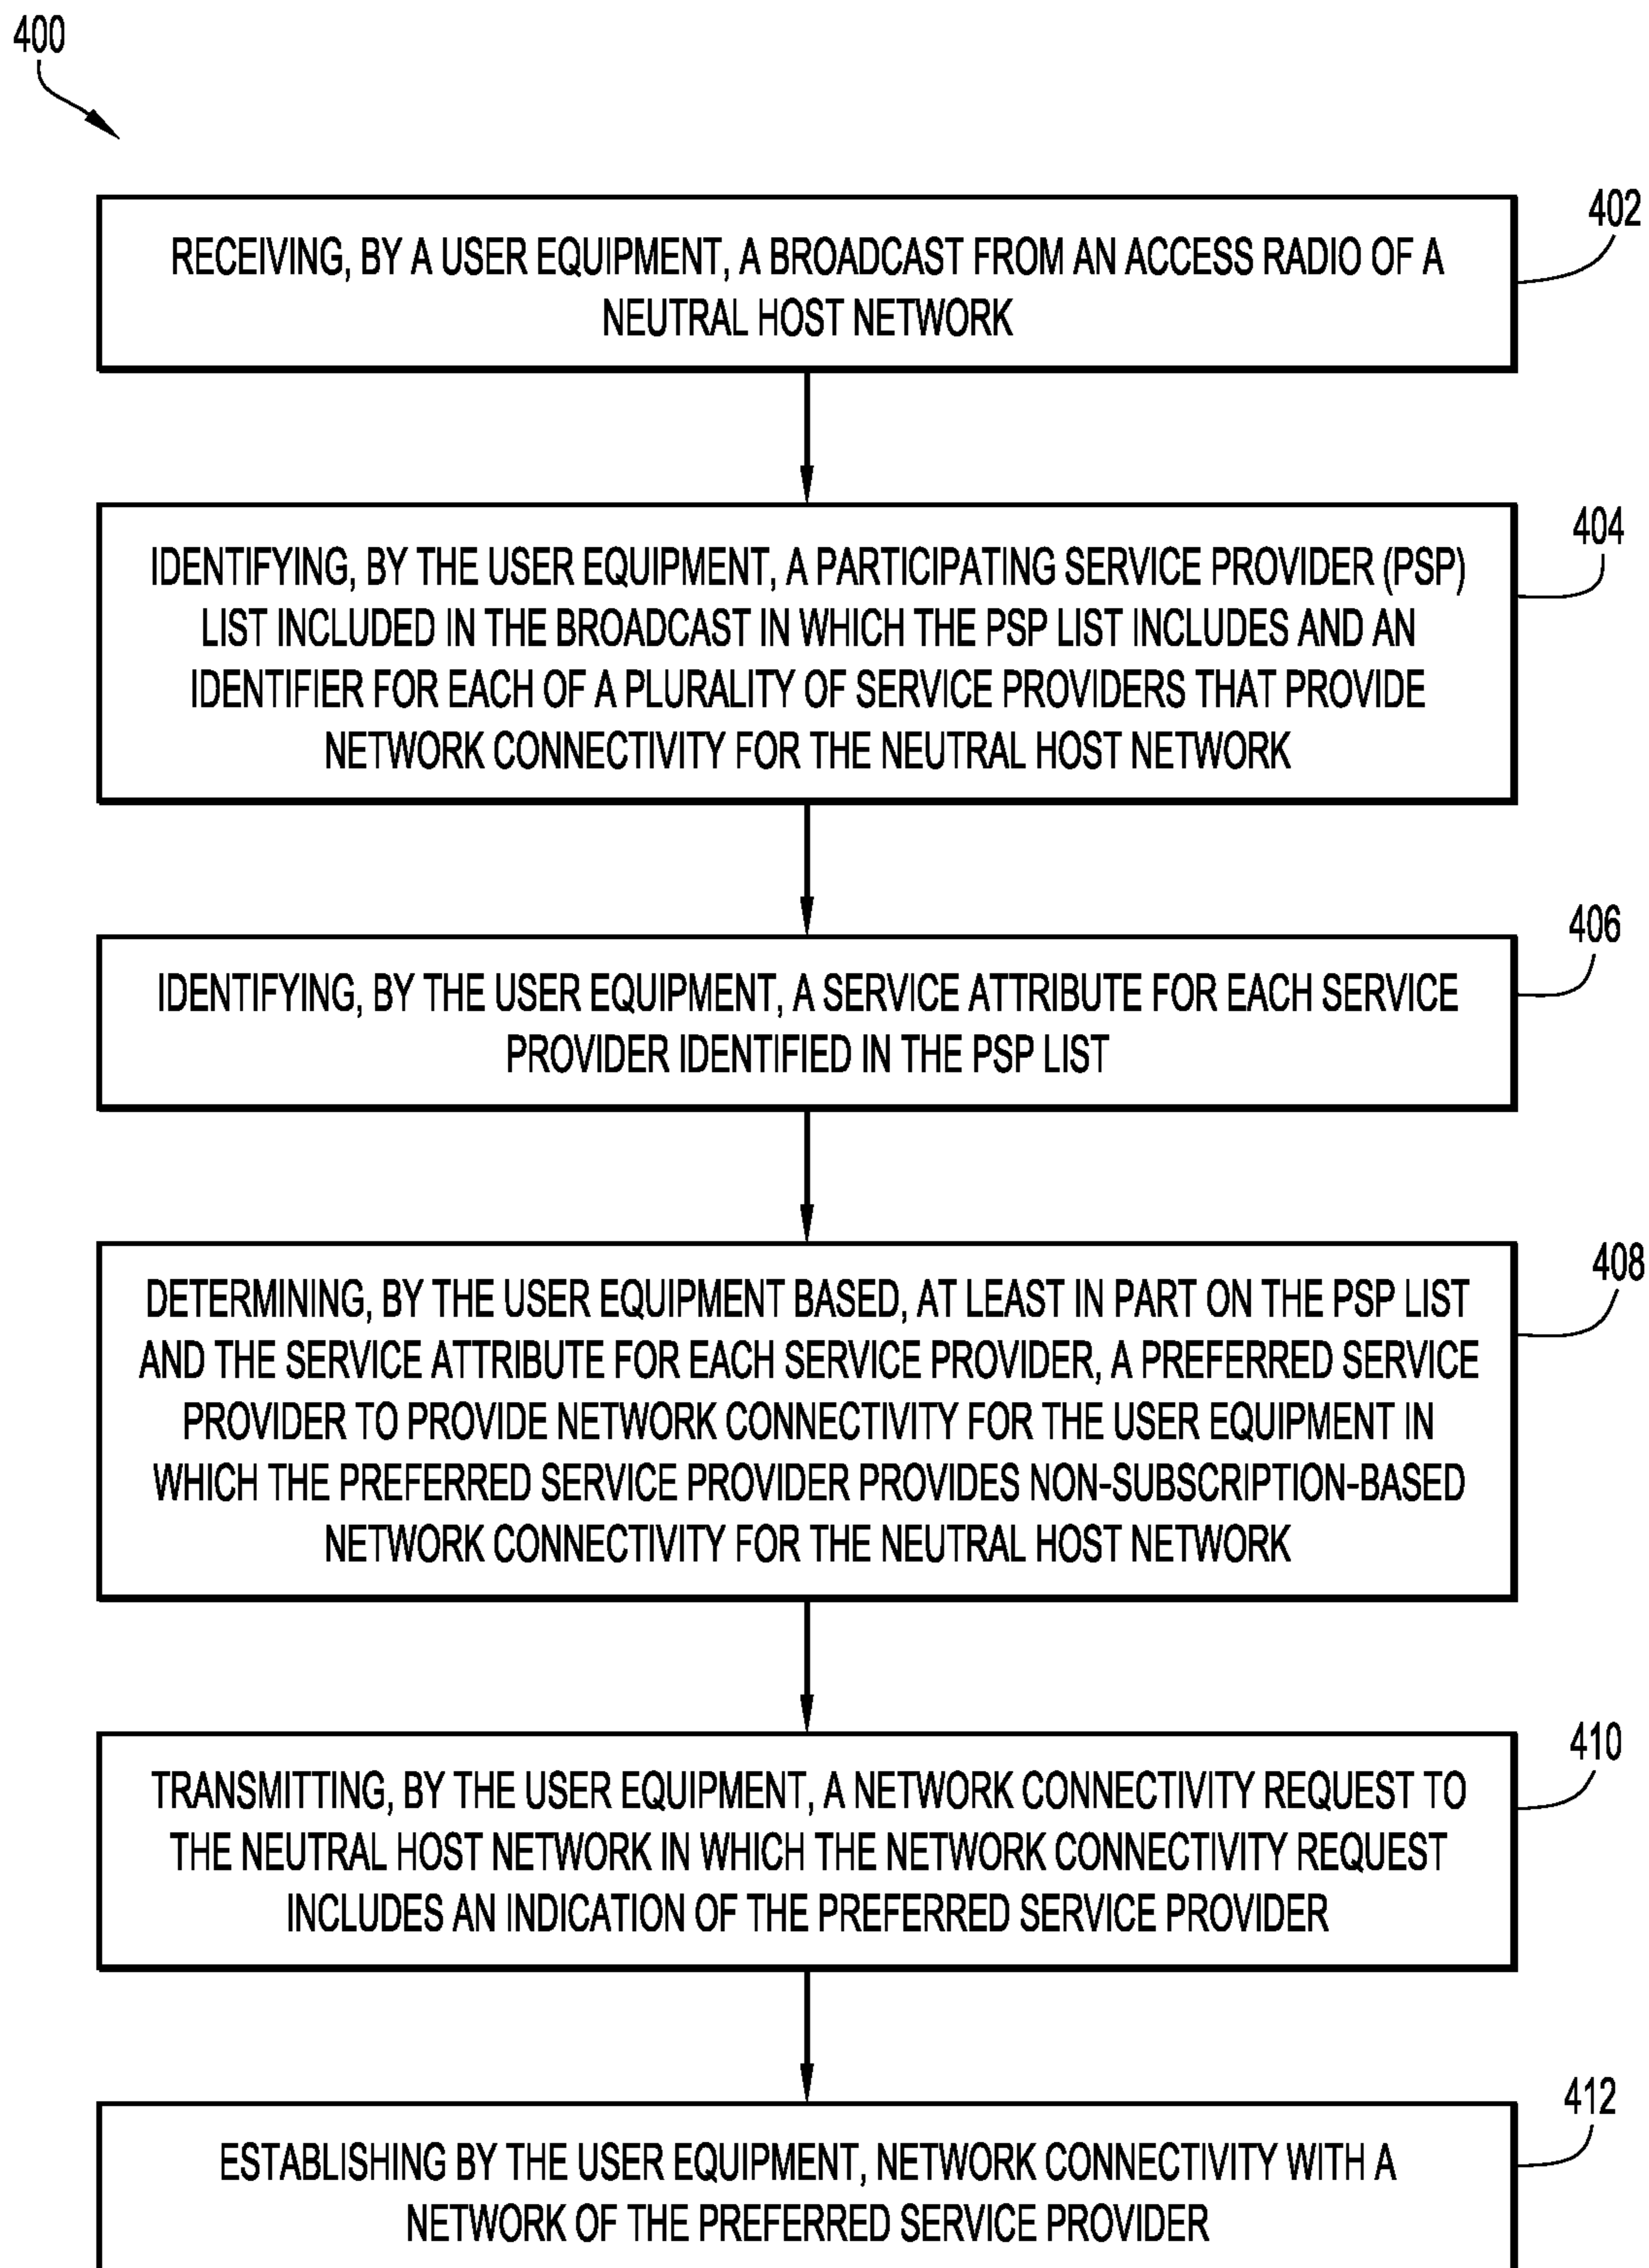 400
402
RECEIVING, BY A USER EQUIPMENT, A BROADCAST FROM AN ACCESS RADIO OF A
NEUTRAL HOST NETWORK
404
IDENTIFYING, BY THE USER EQUIPMENT, A PARTICIPATING SERVICE PROVIDER (PSP)
LIST INCLUDED IN THE BROADCAST IN WHICH THE PSP LIST INCLUDES AND AN
IDENTIFIER FOR EACH OF A PLURALITY OF SERVICE PROVIDERS THAT PROVIDE
NETWORK CONNECTIVITY FOR THE NEUTRAL HOST NETWORK
406
IDENTIFYING, BY THE USER EQUIPMENT, A SERVICE ATTRIBUTE FOR EACH SERVICE
PROVIDER IDENTIFIED IN THE PSP LIST
408
DETERMINING, BY THE USER EQUIPMENT BASED, AT LEAST IN PART ON THE PSP LIST
AND THE SERVICE ATTRIBUTE FOR EACH SERVICE PROVIDER, A PREFERRED SERVICE
PROVIDER TO PROVIDE NETWORK CONNECTIVITY FOR THE USER EQUIPMENT IN
WHICH THE PREFERRED SERVICE PROVIDER PROVIDES NON-SUBSCRIPTION-BASED
NETWORK CONNECTIVITY FOR THE NEUTRAL HOST NETWORK
410
TRANSMITTING, BY THE USER EQUIPMENT, A NETWORK CONNECTIVITY REQUEST TO
THE NEUTRAL HOST NETWORK IN WHICH THE NETWORK CONNECTIVITY REQUEST
INCLUDES AN INDICATION OF THE PREFERRED SERVICE PROVIDER
412
ESTABLISHING BY THE USER EQUIPMENT, NETWORK CONNECTIVITY WITH A
NETWORK OF THE PREFERRED SERVICE PROVIDER